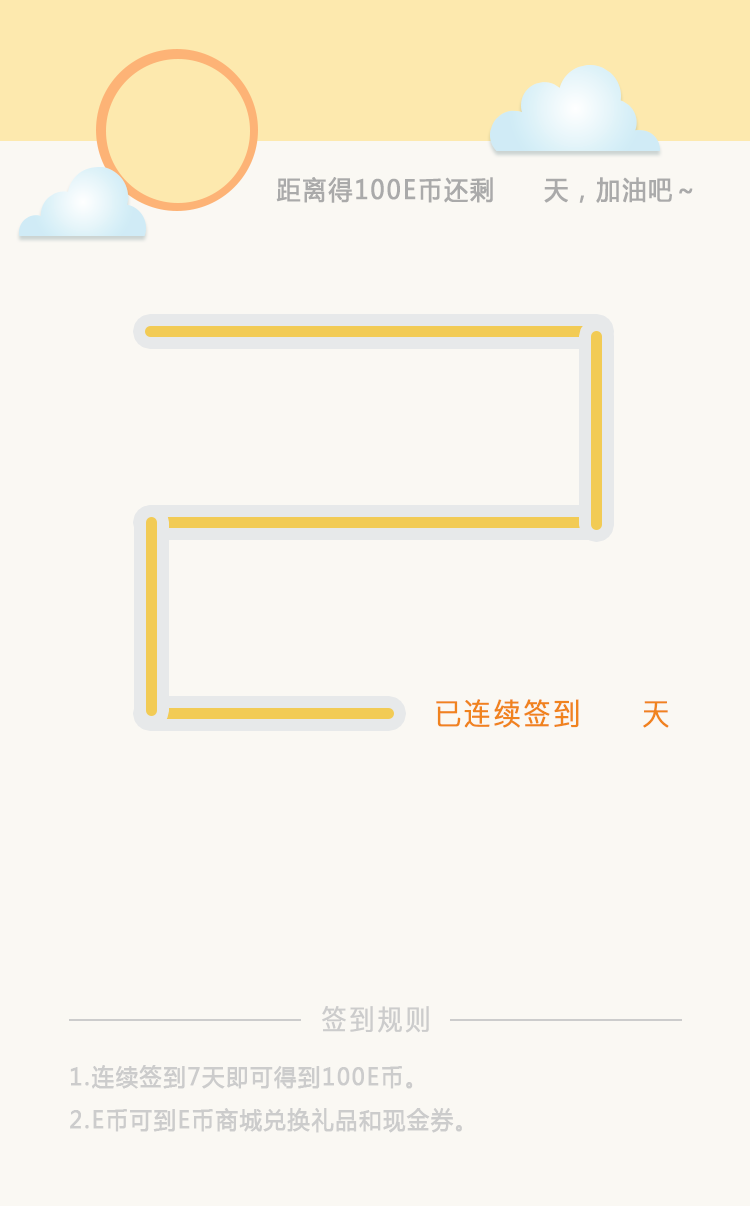 距离得100E币还剩 天，加油吧~
已连续签到 天
签到规则
1.连续签到7天即可得到100E币。
2.E币可到E币商城兑换礼品和现金券。